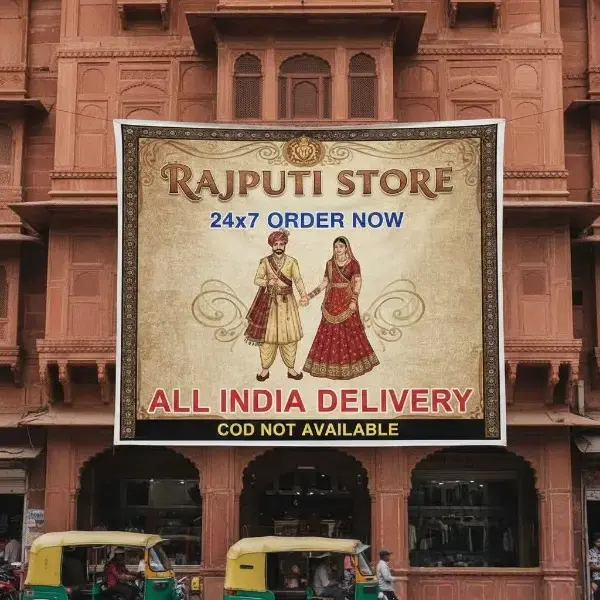 RAJPUTI STORE
24x7 ORDER NOW
ALL INDIA DELIVERY
COD NOT AVAILABLE